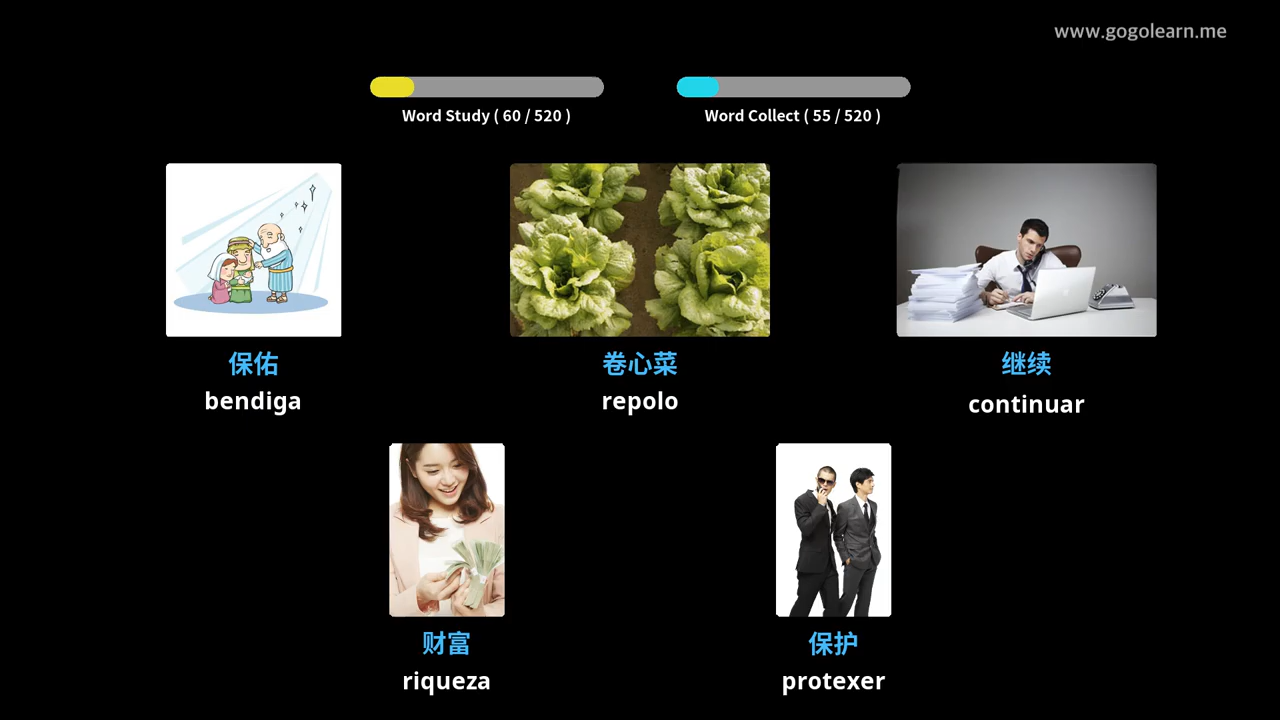 www.gogolearn.me
Word Study ( 60 / 520 )
Word Collect ( 55 / 520 )
保佑
bendiga
卷心菜
repolo
继续
continuar
财富
riqueza
保护
protexer